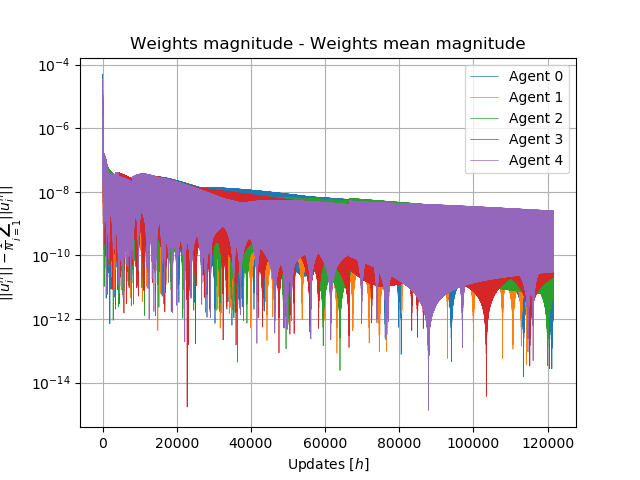 Weights magnitude - Weights mean magnitude
10⁻⁴
10⁻⁶
10⁻⁸
10⁻¹⁰
10⁻¹²
10⁻¹⁴
Agent 0
Agent 1
Agent 2
Agent 3
Agent 4
0
20000
40000
60000
80000
100000
120000
Updates [h]